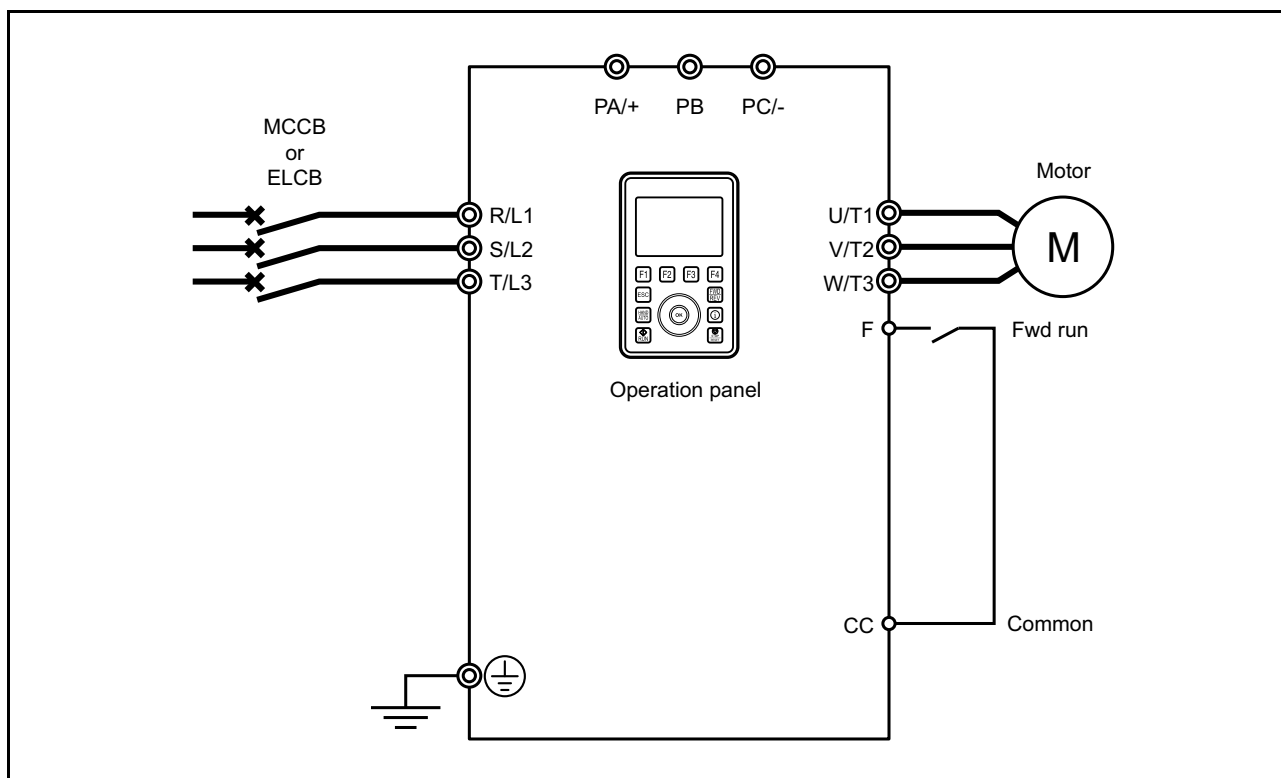 PA/+ PB PC/-
MCCB
or
ELCB
Motor
R/L1
S/L2
T/L3
U/T1
V/T2
W/T3
M
F1 F2 F3 F4
ESC
OK
RUN
F
Fwd run
Operation panel
CC
Common